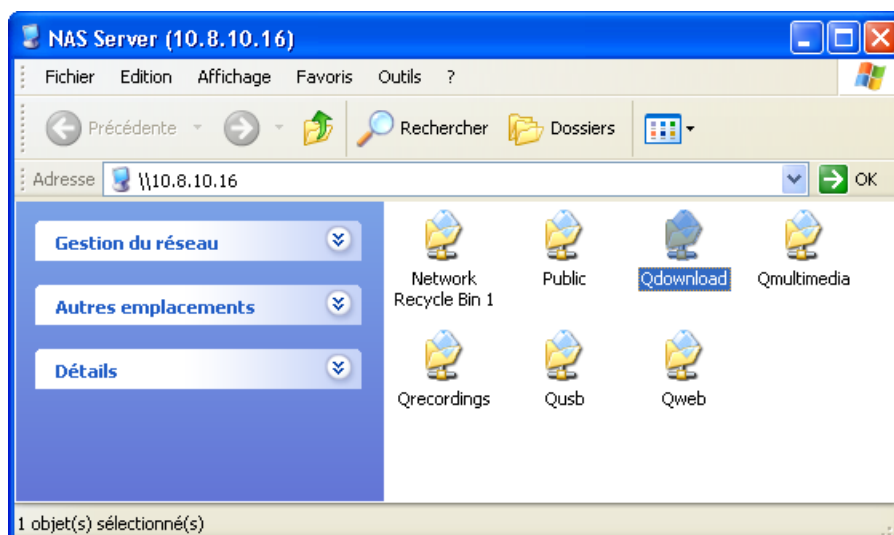 NAS Server (10.8.10.16)
Fichier Edition Affichage Favoris Outils ?
Précédente Rechercher Dossiers
Adresse \\10.8.10.16 OK
Gestion du réseau
Autres emplacements
Détails
Network Recycle Bin 1
Public
Qdownload
Qmultimedia
Qrecordings
Qusb
Qweb
1 objet(s) sélectionné(s)